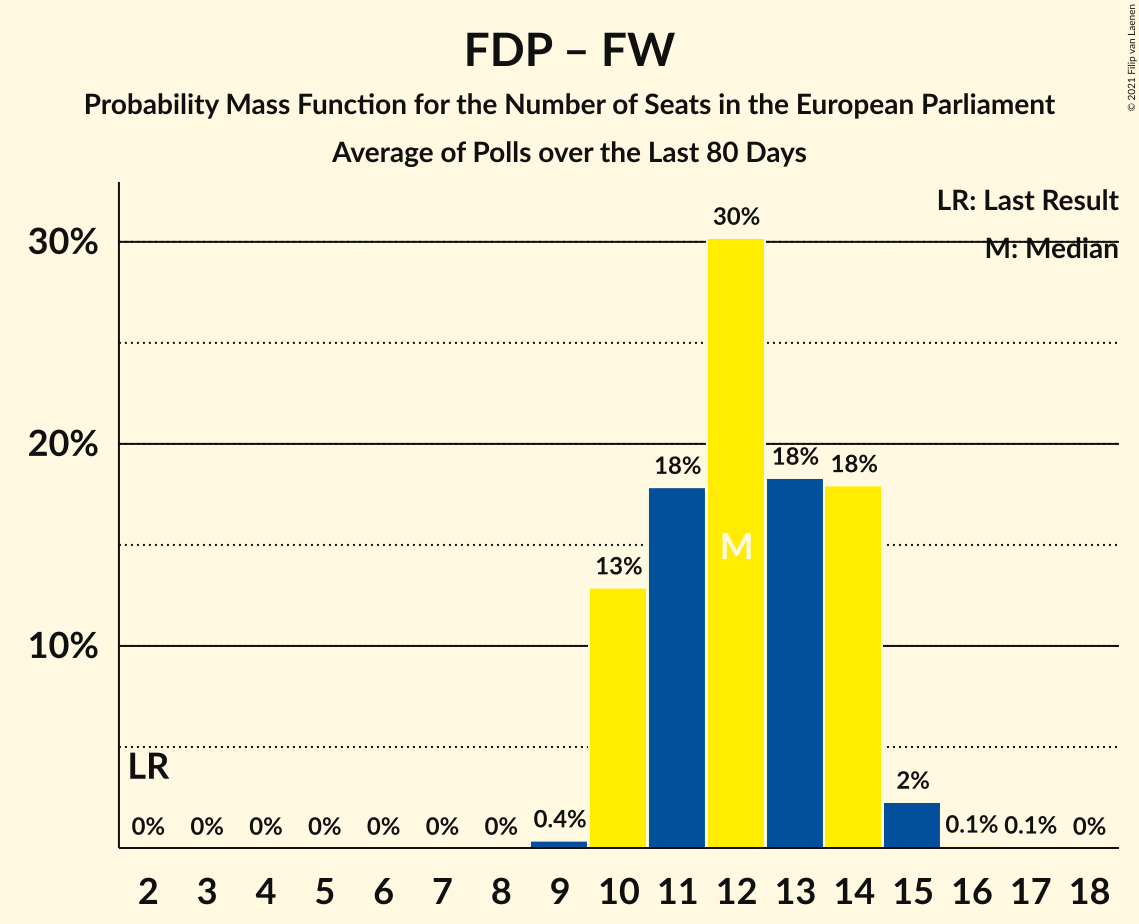 FDP – FW
Probability Mass Function for the Number of Seats in the European Parliament
Average of Polls over the Last 80 Days
© 2021 Filip van Laenen
LR: Last Result
M: Median
30%
20%
10%
30%
18%
18%
18%
13%
M
LR
2%
0%
0%
0%
0%
0%
0%
0%
0.4%
0.1%
0.1%
0%
2 3 4 5 6 7 8 9 10 11 12 13 14 15 16 17 18